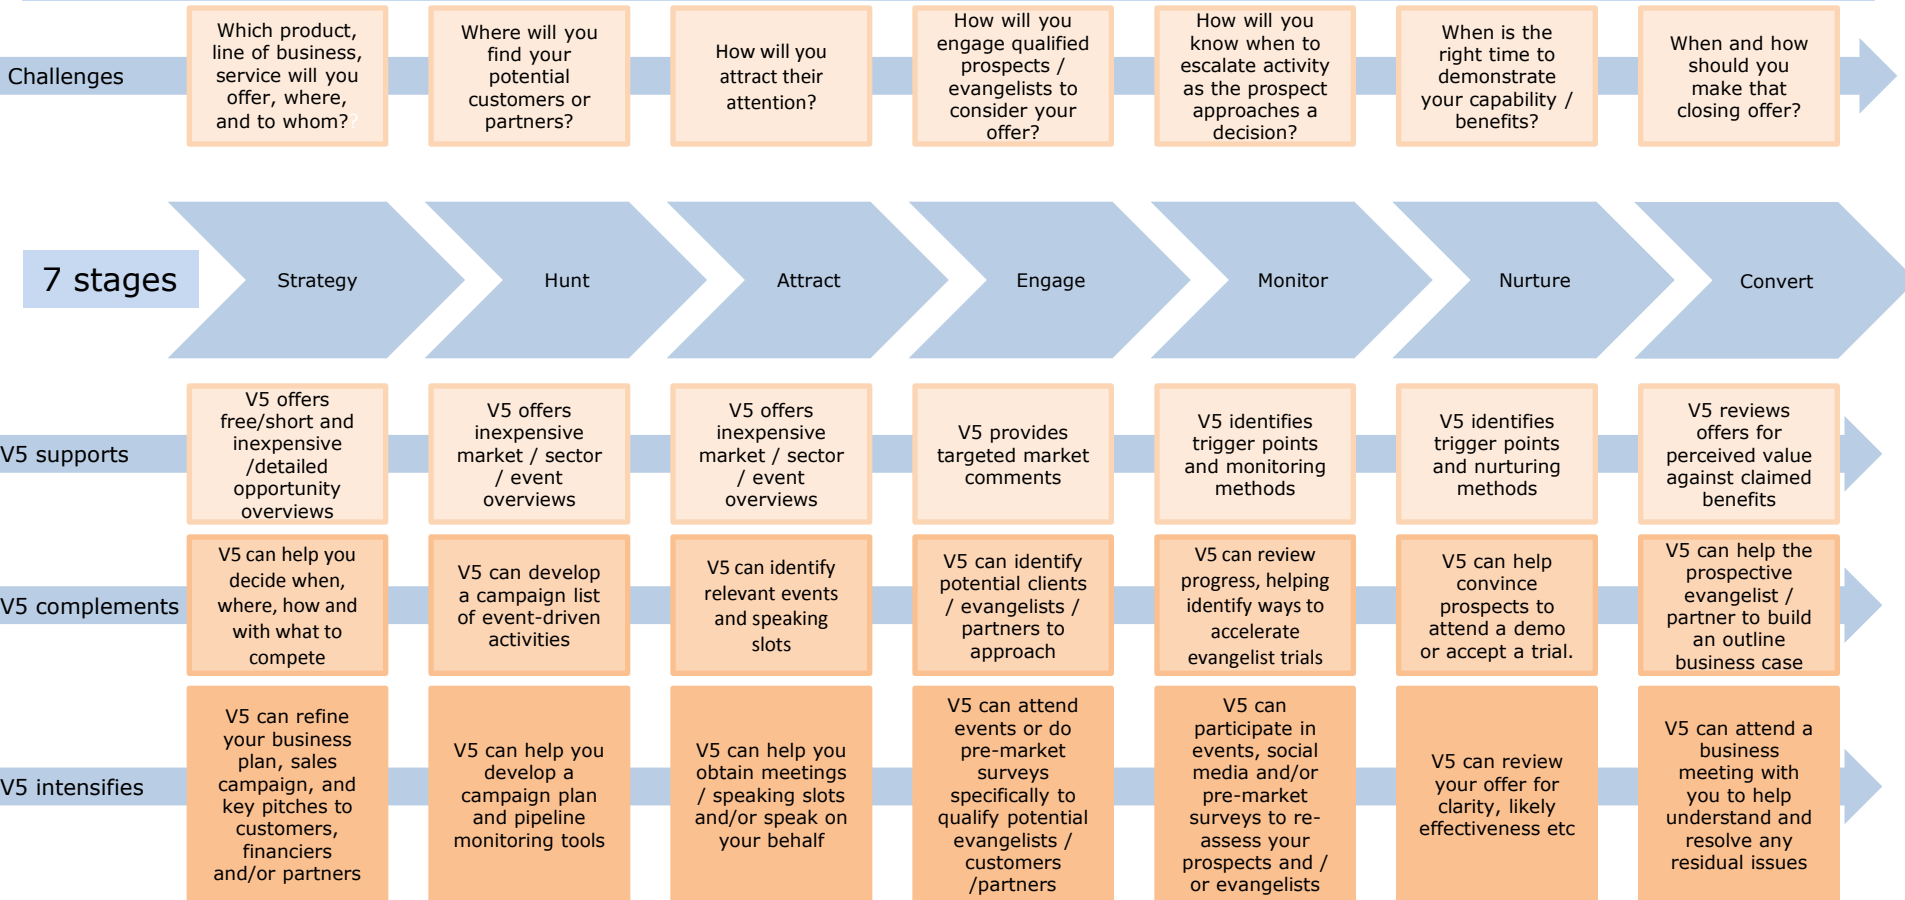 Challenges
Which product,
line of business,
service will you
offer, where,
and to whom??
Where will you
find your
potential
customers or
partners?
How will you
attract their
attention?
How will you
engage qualified
prospects /
evangelists to
consider your
offer?
How will you
know when to
escalate activity
as the prospect
approaches a
decision?
When is the
right time to
demonstrate
your capability /
benefits?
When and how
should you
make that
closing offer?
7 stages
Strategy
Hunt
Attract
Engage
Monitor
Nurture
Convert
V5 supports
V5 offers
free/short and
inexpensive
/detailed
opportunity
overviews
V5 offers
inexpensive
market / sector
/ event
overviews
V5 offers
inexpensive
market / sector
/ event
overviews
V5 provides
targeted market
comments
V5 identifies
trigger points
and monitoring
methods
V5 identifies
trigger points
and nurturing
methods
V5 reviews
offers for
perceived value
against claimed
benefits
V5 complements
V5 can help you
decide when,
where, how and
with what to
compete
V5 can develop
a campaign list
of event-driven
activities
V5 can identify
relevant events
and speaking
slots
V5 can identify
potential clients
/ evangelists /
partners to
approach
V5 can review
progress, helping
identify ways to
accelerate
evangelist trials
V5 can help
convince
prospects to
attend a demo
or accept a trial.
V5 can help the
prospective
evangelist /
partner to build
an outline
business case
V5 intensifies
V5 can refine
your business
plan, sales
campaign, and
key pitches to
customers,
financiers
and/or partners
V5 can help you
develop a
campaign plan
and pipeline
monitoring tools
V5 can help you
obtain meetings
/ speaking slots
and/or speak on
your behalf
V5 can attend
events or do
pre-market
surveys
specifically to
qualify potential
evangelists /
customers
/partners
V5 can
participate in
events, social
media and/or
pre-market
surveys to re-
assess your
prospects and /
or evangelists
V5 can review
your offer for
clarity, likely
effectiveness etc
V5 can attend a
business
meeting with
you to help
understand and
resolve any
residual issues